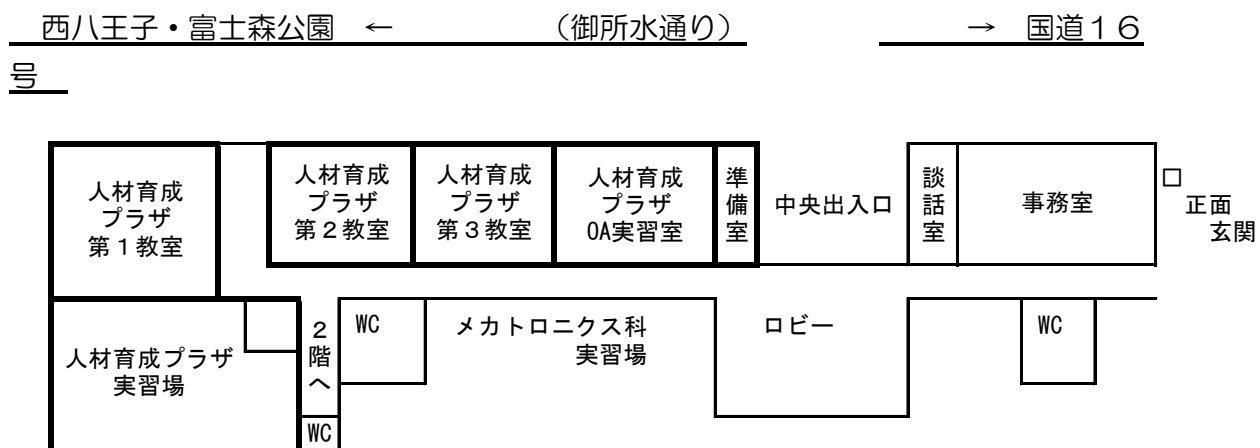 西八王子・富士森公園 ← （御所水通り） → 国道１６
号
人材育成
プラザ
第１教室
人材育成
プラザ
第２教室
人材育成
プラザ
第３教室
人材育成
プラザ
OA実習室
準
備
室
中央出入口
談
話
室
事務室
□
正面
玄関
人材育成プラザ
実習場
２
階
へ
WC
WC
メカトロニクス科
実習場
ロビー
WC